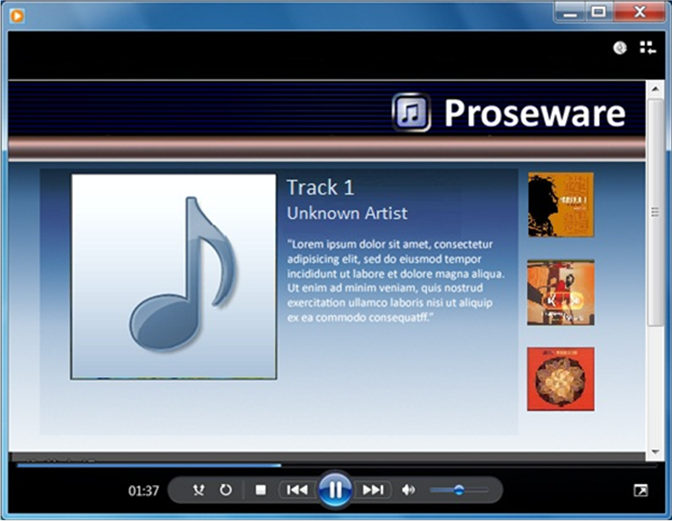 Proseware
Track 1
Unknown Artist
"Lorem ipsum dolor sit amet, consectetur
adipisicing elit, sed do eiusmod tempor
incididunt ut labore et dolore magna aliqua.
Ut enim ad minim veniam, quis nostrud
exercitation ullamco laboris nisi ut aliquip
ex ea commodo consequatff."
01:37